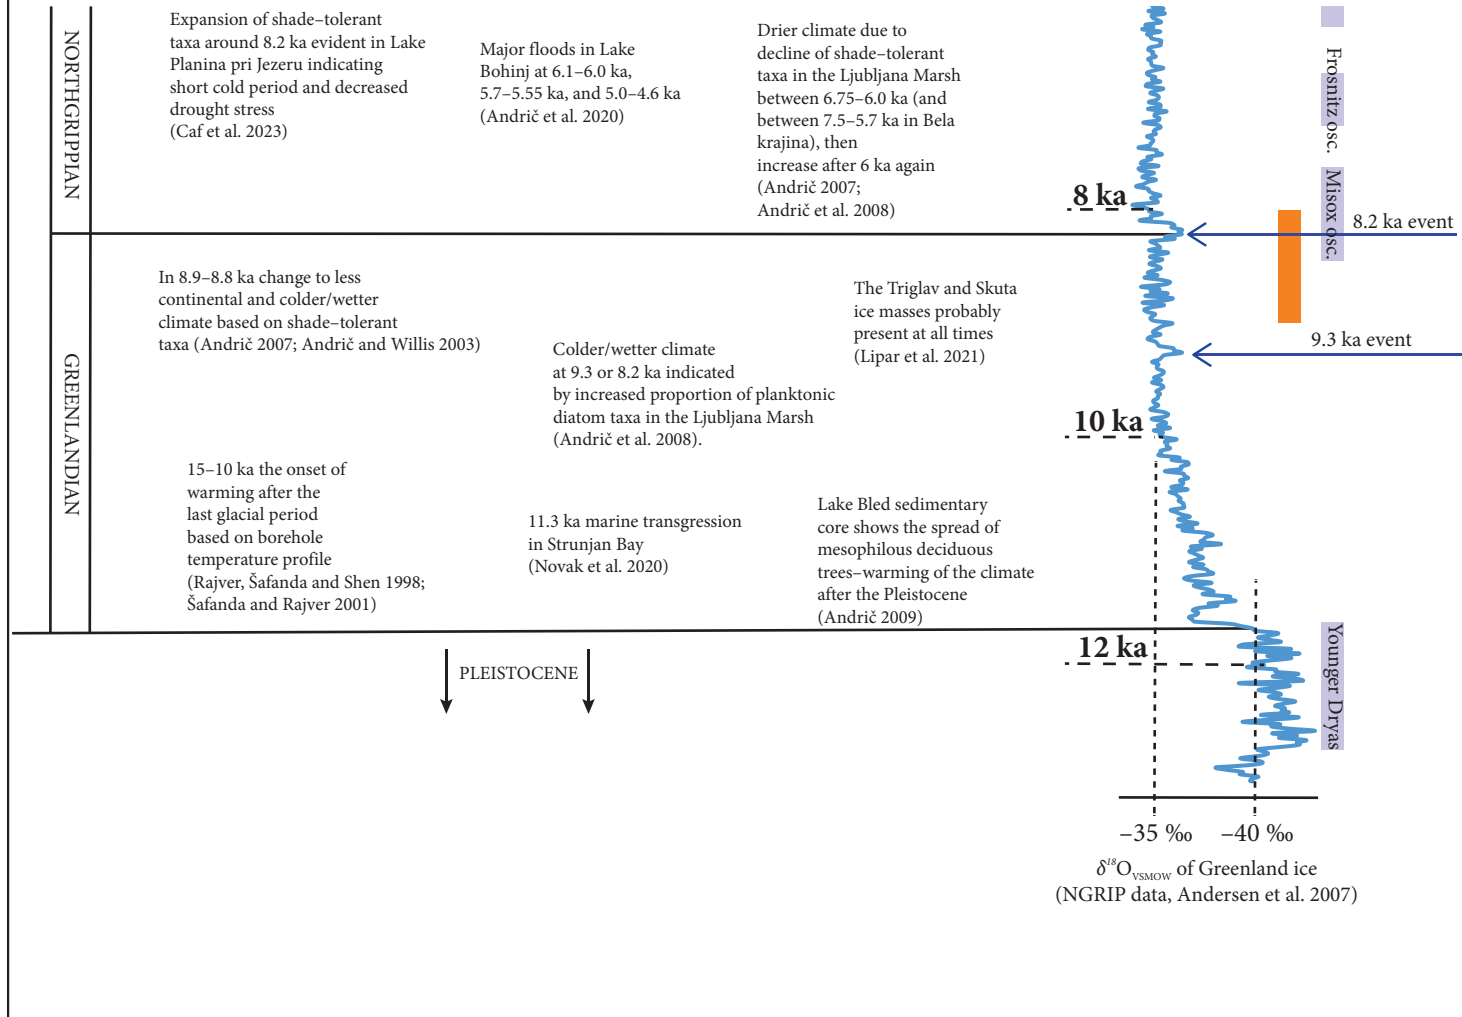 NORTHGRIPPIAN
Expansion of shade–tolerant
taxa around 8.2 ka evident in Lake
Planina pri Jezeru indicating
short cold period and decreased
drought stress
(Caf et al. 2023)
Major floods in Lake
Bohinj at 6.1–6.0 ka,
5.7–5.55 ka, and 5.0–4.6 ka
(Andrič et al. 2020)
Drier climate due to
decline of shade–tolerant
taxa in the Ljubljana Marsh
between 6.75–6.0 ka (and
between 7.5–5.7 ka in Bela
krajina), then
increase after 6 ka again
(Andrič 2007;
Andrič et al. 2008)
8 ka
Frosnitz osc.
Misox osc.
8.2 ka event
GREENLANDIAN
In 8.9–8.8 ka change to less
continental and colder/wetter
climate based on shade–tolerant
taxa (Andrič 2007; Andrič and Willis 2003)
Colder/wetter climate
at 9.3 or 8.2 ka indicated
by increased proportion of planktonic
diatom taxa in the Ljubljana Marsh
(Andrič et al. 2008).
The Triglav and Skuta
ice masses probably
present at all times
(Lipar et al. 2021)
9.3 ka event
10 ka
15–10 ka the onset of
warming after the
last glacial period
based on borehole
temperature profile
(Rajver, Šafanda and Shen 1998;
Šafanda and Rajver 2001)
11.3 ka marine transgression
in Strunjan Bay
(Novak et al. 2020)
Lake Bled sedimentary
core shows the spread of
mesophilous deciduous
trees–warming of the climate
after the Pleistocene
(Andrič 2009)
12 ka
Younger Dryas
PLEISTOCENE
–35 ‰ –40 ‰
δ¹⁸O VSMOW of Greenland ice
(NGRIP data, Andersen et al. 2007)